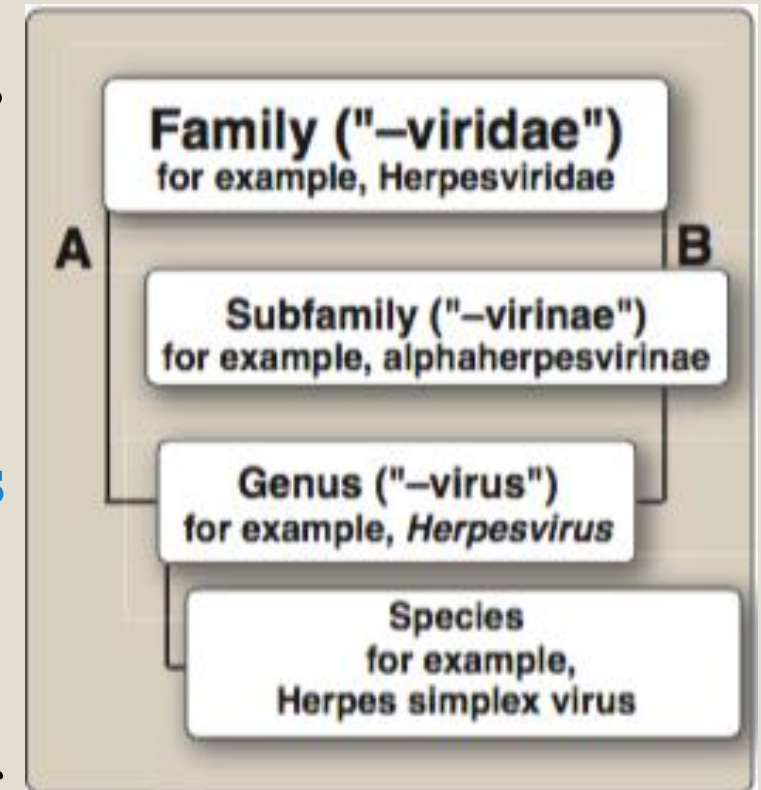 Family ("–viridae")
for example, Herpesviridae
A
B
Subfamily ("–virinae")
for example, alphaherpesvirinae
Genus ("–virus")
for example, Herpesvirus
Species
for example,
Herpes simplex virus